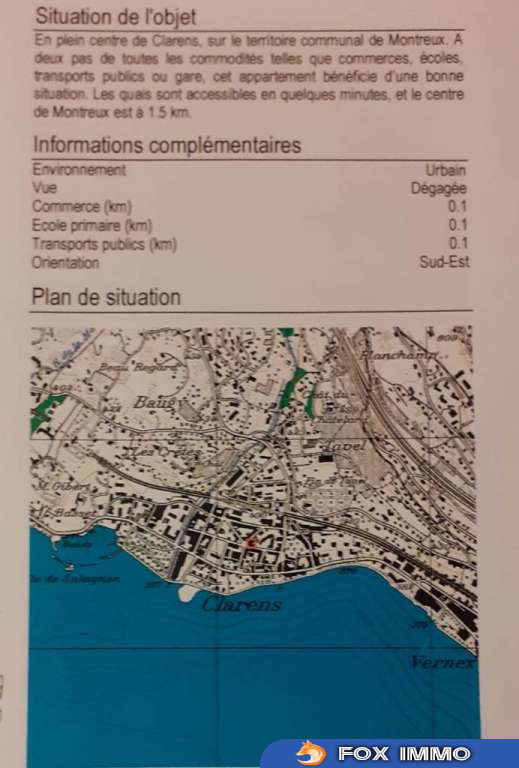 Situation de l'objet
En plein centre de Clarens, sur le territoire communal de Montreux. A
deux pas de toutes les commodités telles que commerces, écoles,
transports publics ou gare, cet appartement bénéficie d'une bonne
situation. Les quais sont accessibles en quelques minutes, et le centre
de Montreux est à 1.5 km.
Informations complémentaires
Environnement Urbain
Vue Dégagée
Commerce (km) 0.1
Ecole primaire (km) 0.1
Transports publics (km) 0.1
Orientation Sud-Est
Plan de situation
Planchamp
Beau Regard
Baugy
Les Crêtes
Tavel
Clarens
Vernex
FOX IMMO